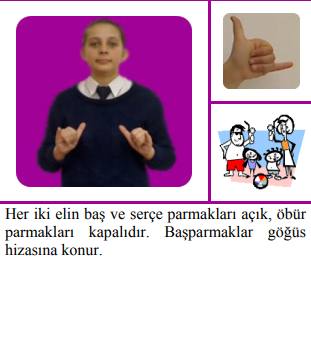 Her iki elin baş ve serçe parmakları açık, öbür
parmakları kapalıdır. Başparmaklar göğüs
hizasına konur.